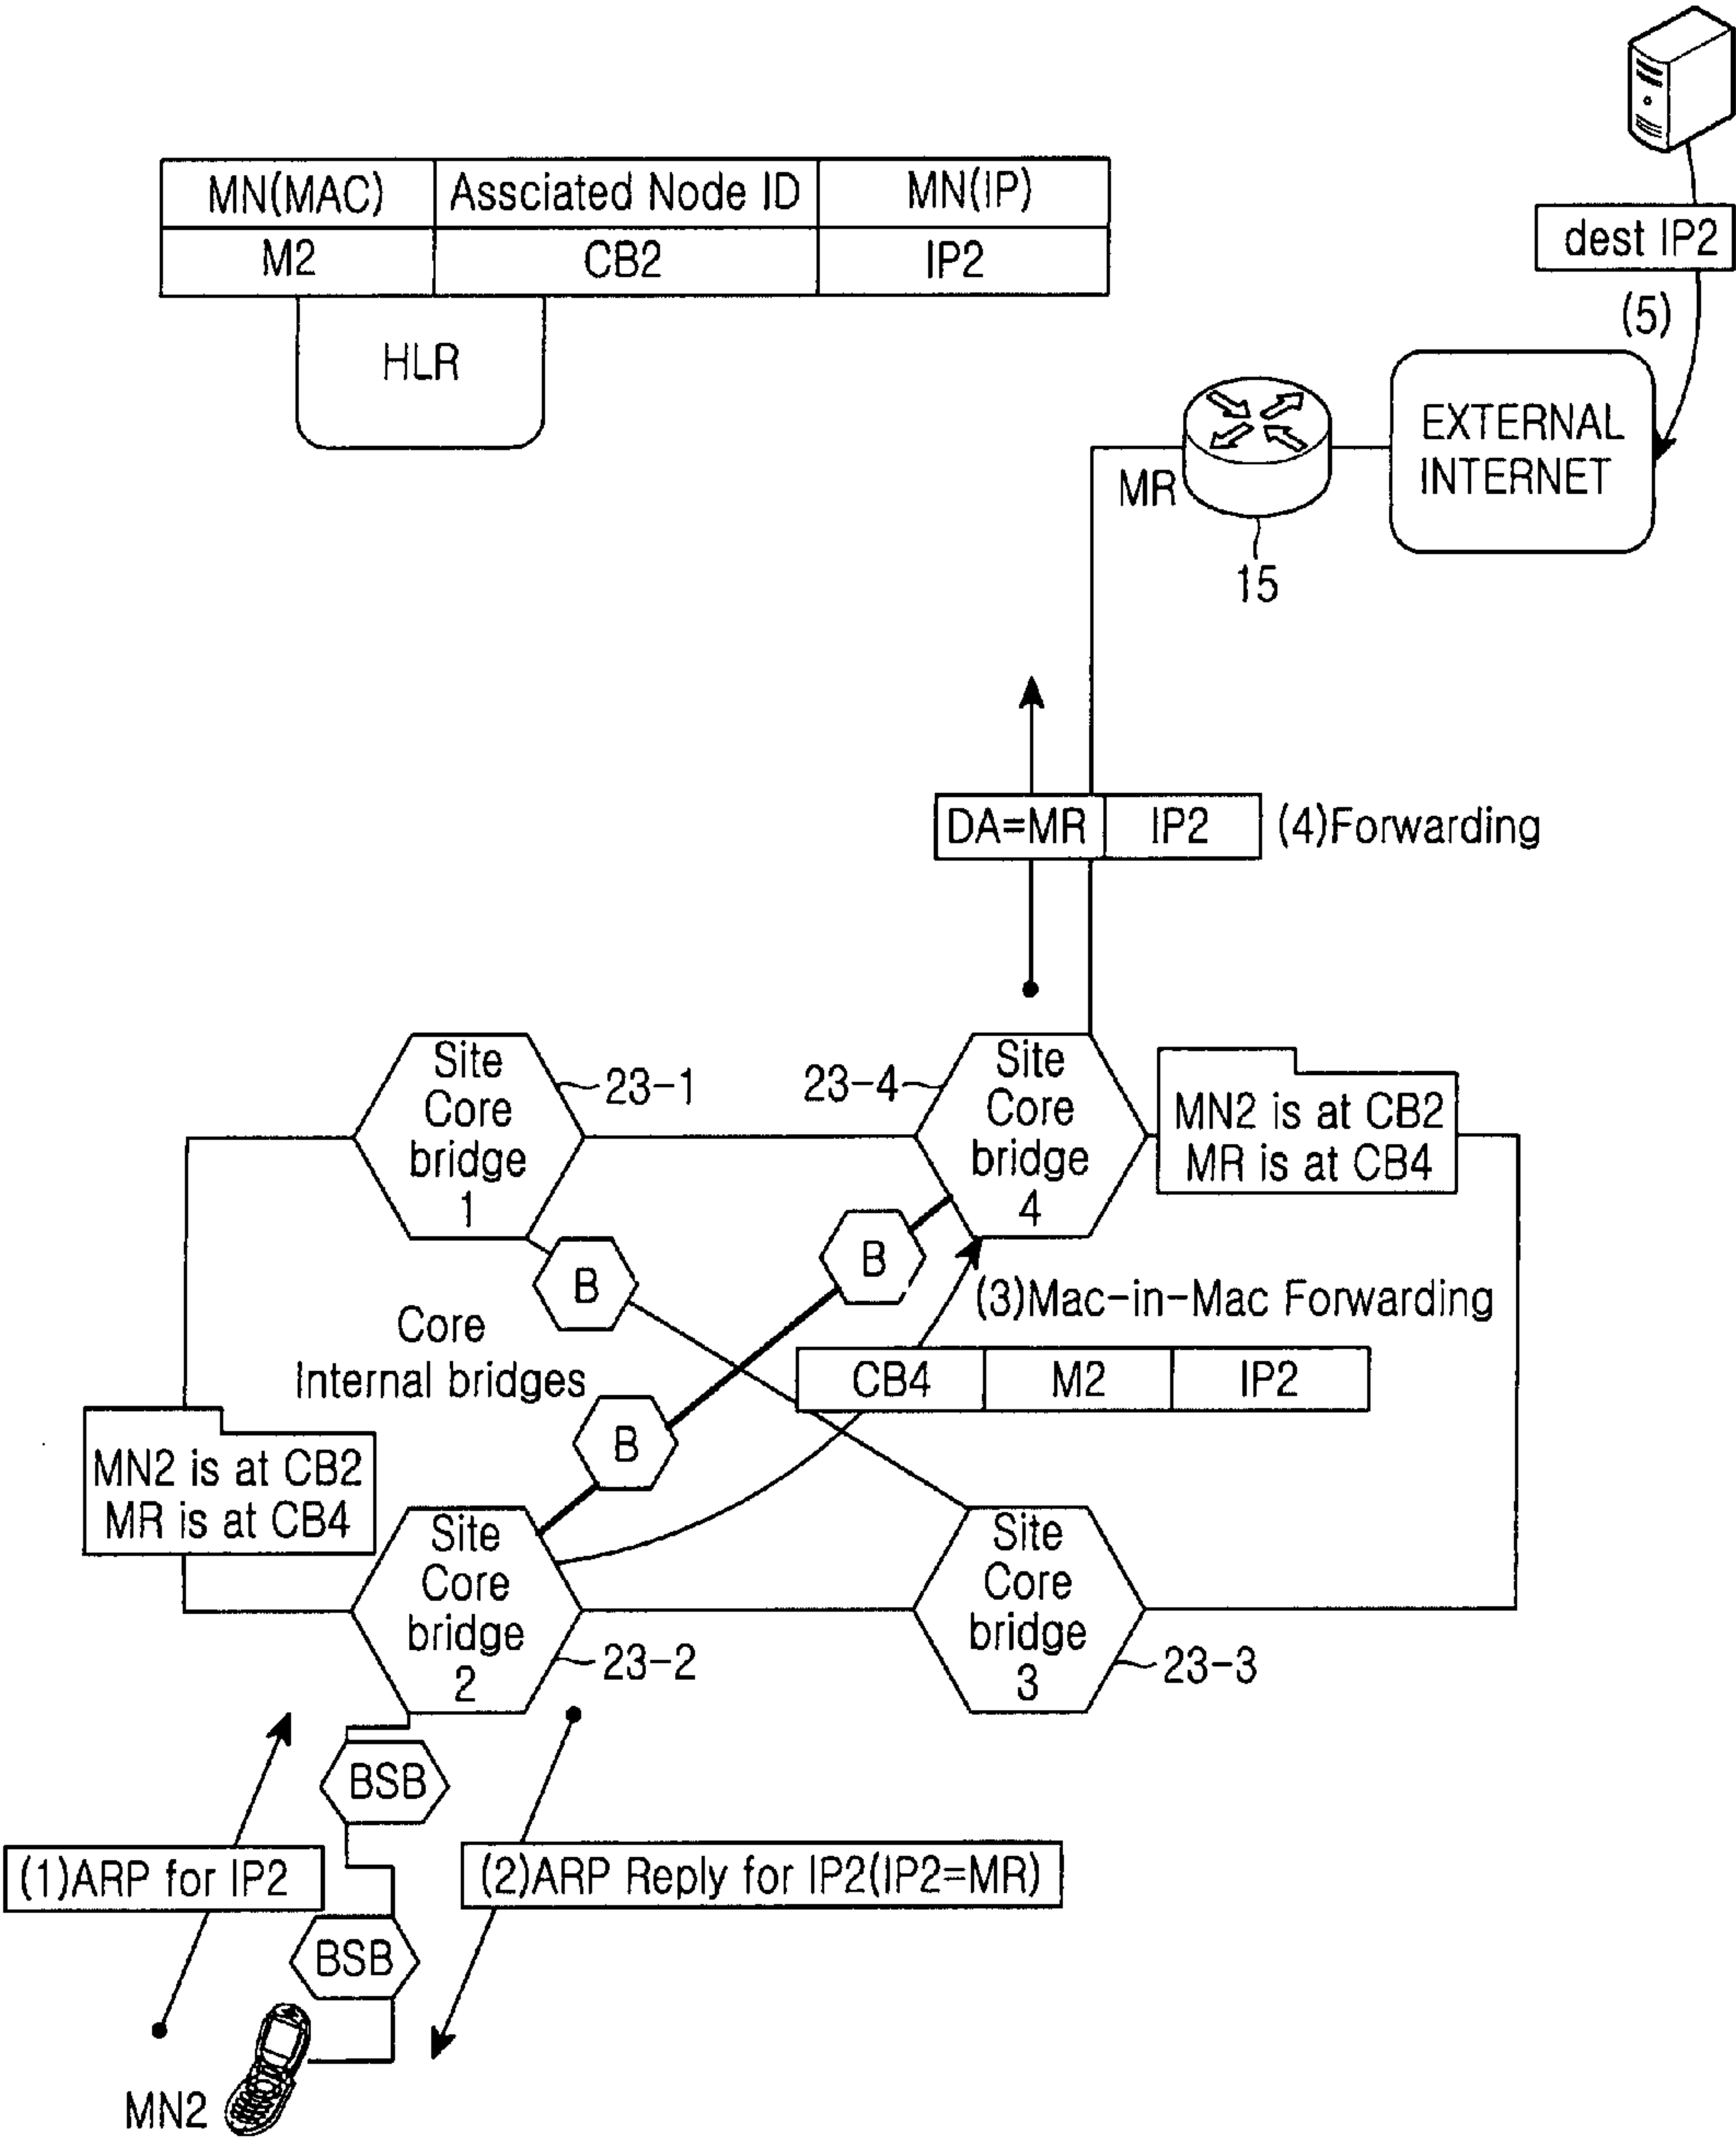 MN(MAC) Assciated Node ID MN(IP)
M2 CB2 IP2
HLR
dest IP2
(5)
EXTERNAL
INTERNET
MR
15
DA=MR IP2 (4)Forwarding
Site
Core
bridge
1
23-1
23-4
Site
Core
bridge
4
MN2 is at CB2
MR is at CB4
B
B
(3)Mac-in-Mac Forwarding
Core
Internal bridges
CB4 M2 IP2
B
MN2 is at CB2
MR is at CB4
Site
Core
bridge
2
23-2
Site
Core
bridge
3
23-3
BSB
(1)ARP for IP2
(2)ARP Reply for IP2(IP2=MR)
BSB
MN2